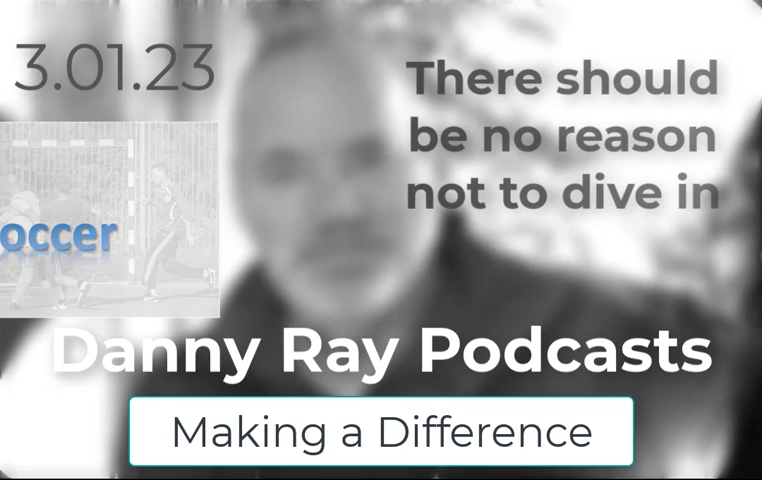 3.01.23
There should
be no reason
not to dive in
occer
Danny Ray Podcasts
Making a Difference